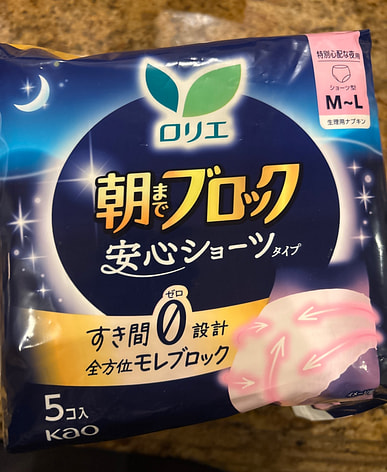 特別心配な夜用
ショーツ型
M~L
生理用ナプキン
ロリエ
朝までブロック
安心ショーツタイプ
ゼロ
すき間0設計
全方位モレブロック
5コ入
Kao